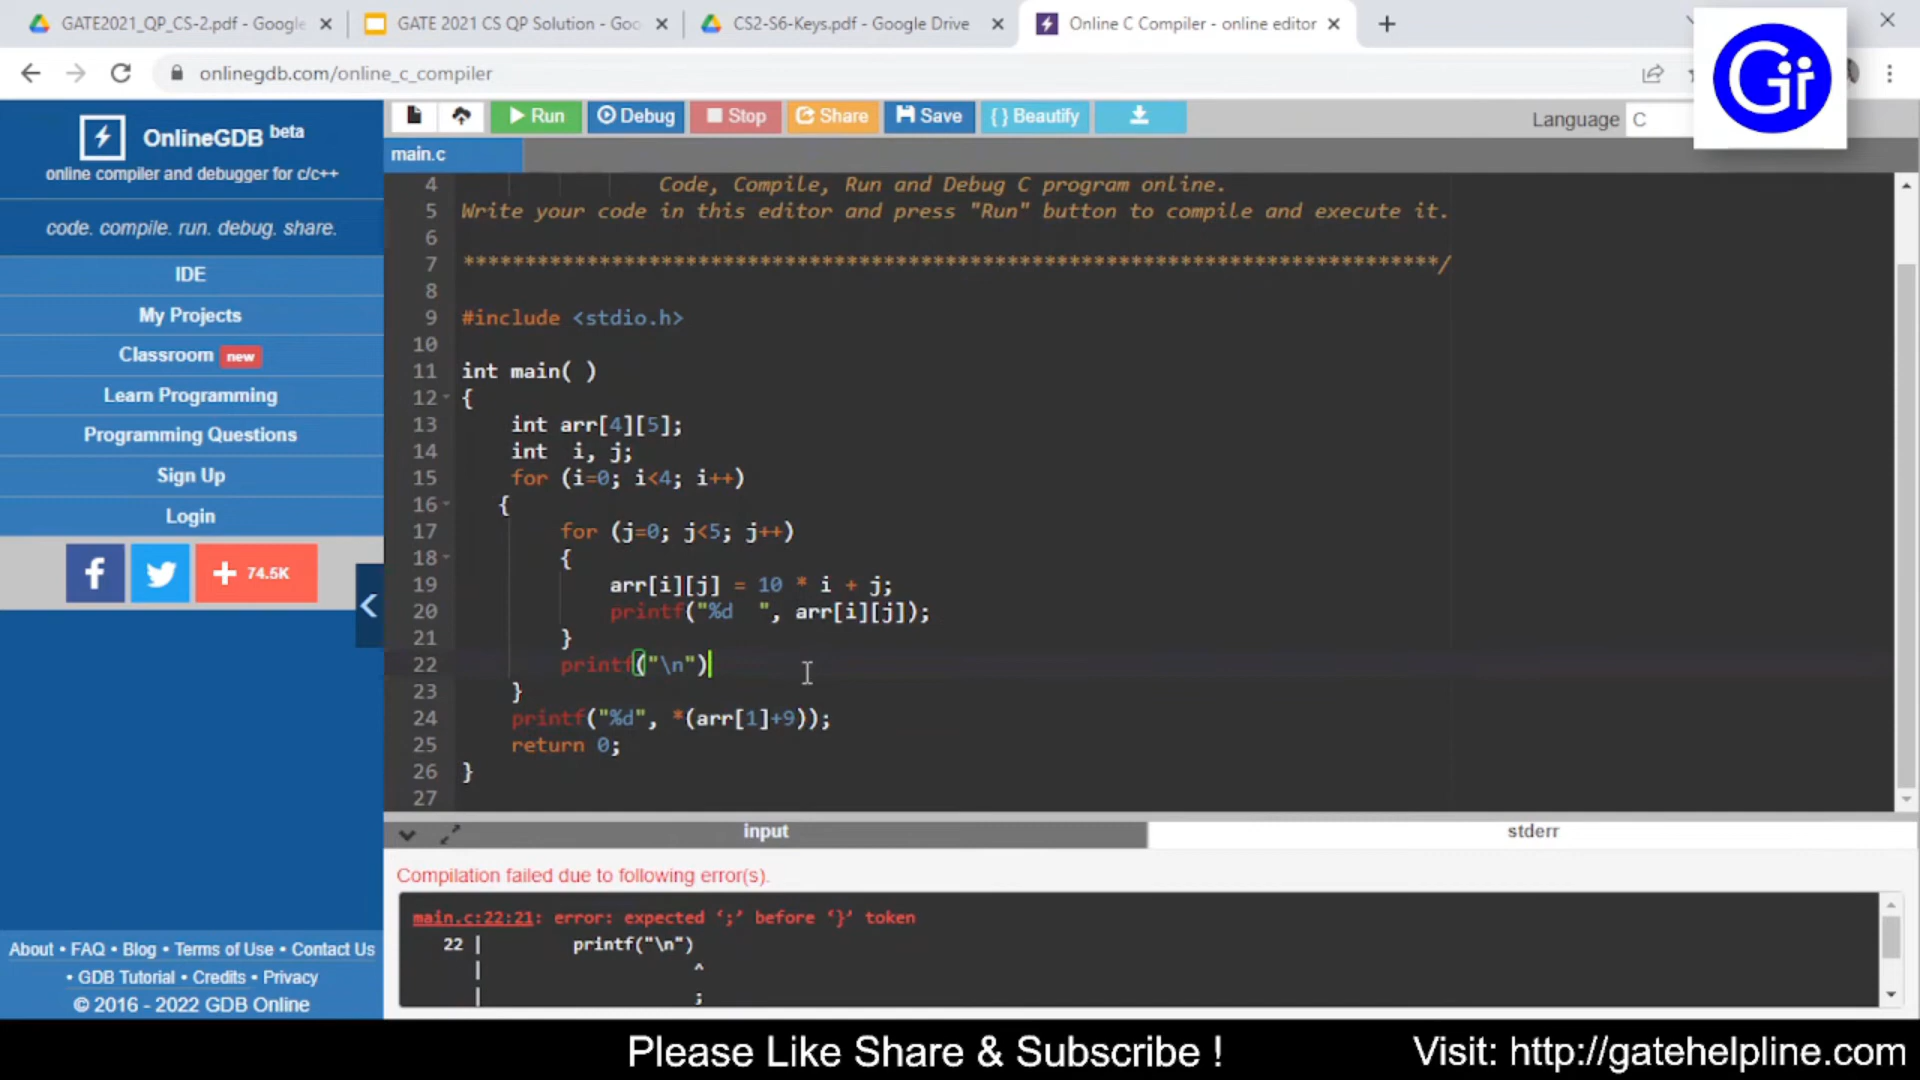 GATE2021_QP_CS-2.pdf - Google
GATE 2021 CS QP Solution - Goo
CS2-S6-Keys.pdf - Google Drive
Online C Compiler - online editor
onlinegdb.com/online_c_compiler
Gi
OnlineGDB beta
online compiler and debugger for c/c++
code. compile. run. debug. share.
IDE
My Projects
Classroom new
Learn Programming
Programming Questions
Sign Up
Login
+ 74.5K
About • FAQ • Blog • Terms of Use • Contact Us
• GDB Tutorial • Credits • Privacy
© 2016 - 2022 GDB Online
Run Debug Stop Share Save { } Beautify
Language C
main.c
4 Code, Compile, Run and Debug C program online.
5 Write your code in this editor and press "Run" button to compile and execute it.
6
7 *******************************************************************************/
8
9 #include <stdio.h>
10
11 int main( )
12 {
13 int arr[4][5];
14 int  i, j;
15 for (i=0; i<4; i++)
16 {
17 for (j=0; j<5; j++)
18 {
19 arr[i][j] = 10 * i + j;
20 printf("%d  ", arr[i][j]);
21 }
22 printf("\n")
23 }
24 printf("%d", *(arr[1]+9));
25 return 0;
26 }
27
input
stderr
Compilation failed due to following error(s).
main.c:22:21: error: expected ‘;’ before ‘}’ token
22 | printf("\n")
| ^
| ;
Please Like Share & Subscribe !
Visit: http://gatehelpline.com